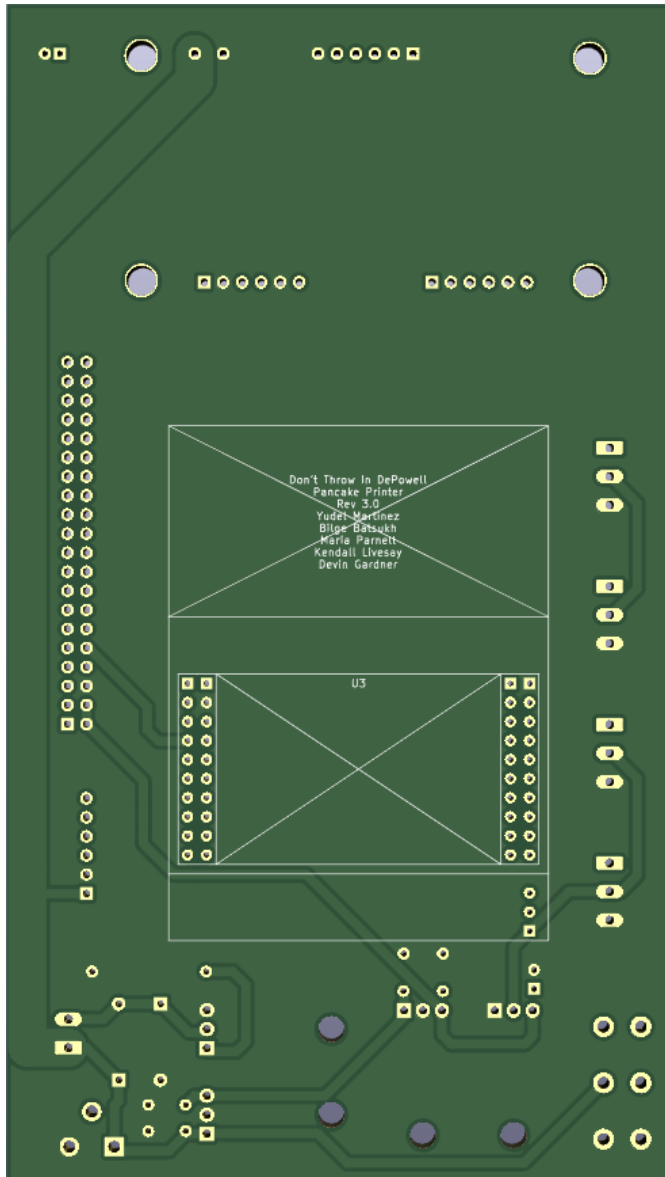 Don't Throw In DePowell
Pancake Printer
Rev 3.0
Yudel Martinez
Bilge Batsukh
Maria Parnell
Kendall Livesay
Devin Gardner
U3